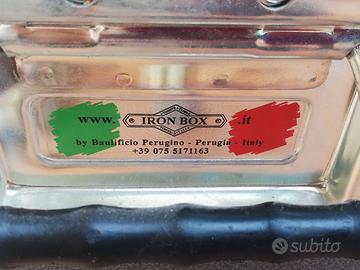 www. IRON BOX .it
by Baulificio Perugino - Perugia - Italy
+39 075 5171163
subito